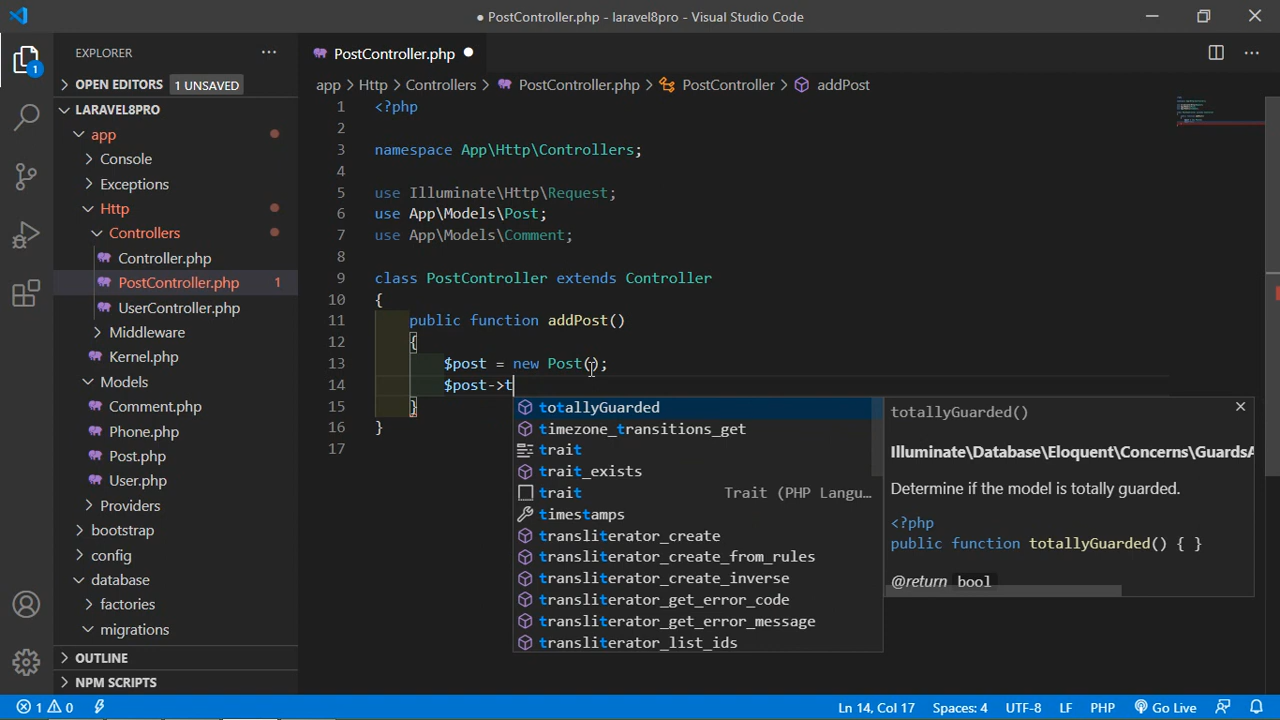 ● PostController.php - laravel8pro - Visual Studio Code
EXPLORER
PostController.php
OPEN EDITORS 1 UNSAVED
app > Http > Controllers > PostController.php > PostController > addPost
LARAVEL8PRO
app
Console
Exceptions
Http
Controllers
Controller.php
PostController.php 1
UserController.php
Middleware
Kernel.php
Models
Comment.php
Phone.php
Post.php
User.php
Providers
bootstrap
config
database
factories
migrations
OUTLINE
NPM SCRIPTS
1
1 <?php
2
3 namespace App\Http\Controllers;
4
5 use Illuminate\Http\Request;
6 use App\Models\Post;
7 use App\Models\Comment;
8
9 class PostController extends Controller
10 {
11 public function addPost()
12 {
13 $post = new Post();
14 $post->t
15 }
16 }
17
totallyGuarded
timezone_transitions_get
trait
trait_exists
trait Trait (PHP Langu...
timestamps
transliterator_create
transliterator_create_from_rules
transliterator_create_inverse
transliterator_get_error_code
transliterator_get_error_message
transliterator_list_ids
totallyGuarded()
Illuminate\Database\Eloquent\Concerns\GuardsA
Determine if the model is totally guarded.
<?php
public function totallyGuarded() { }
@return bool
1 0
Ln 14, Col 17 Spaces: 4 UTF-8 LF PHP Go Live